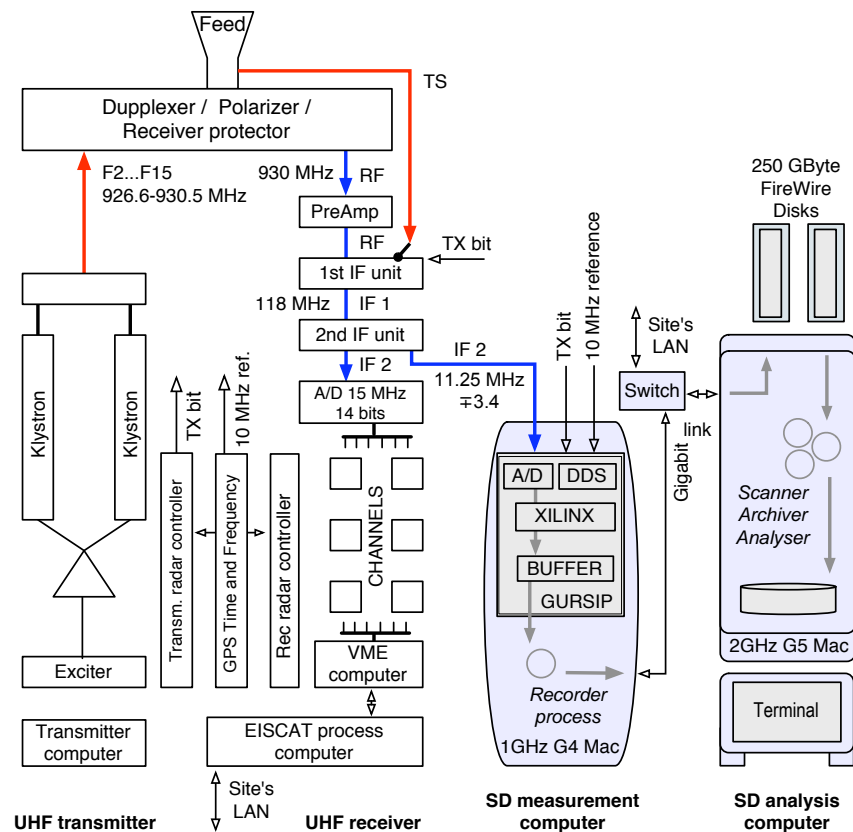 Feed
TS
Dupplexer / Polarizer /
Receiver protector
F2...F15
926.6-930.5 MHz
930 MHz
RF
PreAmp
RF
TX bit
1st IF unit
118 MHz
IF 1
2nd IF unit
IF 2
IF 2
11.25 MHz
∓3.4
A/D 15 MHz
14 bits
CHANNELS
VME
computer
EISCAT process
computer
Site's
LAN
Klystron
Klystron
Exciter
Transmitter
computer
TX bit
10 MHz ref.
Transm. radar controller
GPS Time and Frequency
Rec radar controller
TX bit
10 MHz reference
Site's
LAN
Switch
link
Gigabit
A/D
DDS
XILINX
BUFFER
GURSIP
Recorder
process
1GHz G4 Mac
250 GByte
FireWire
Disks
Scanner
Archiver
Analyser
2GHz G5 Mac
Terminal
UHF transmitter
UHF receiver
SD measurement
computer
SD analysis
computer